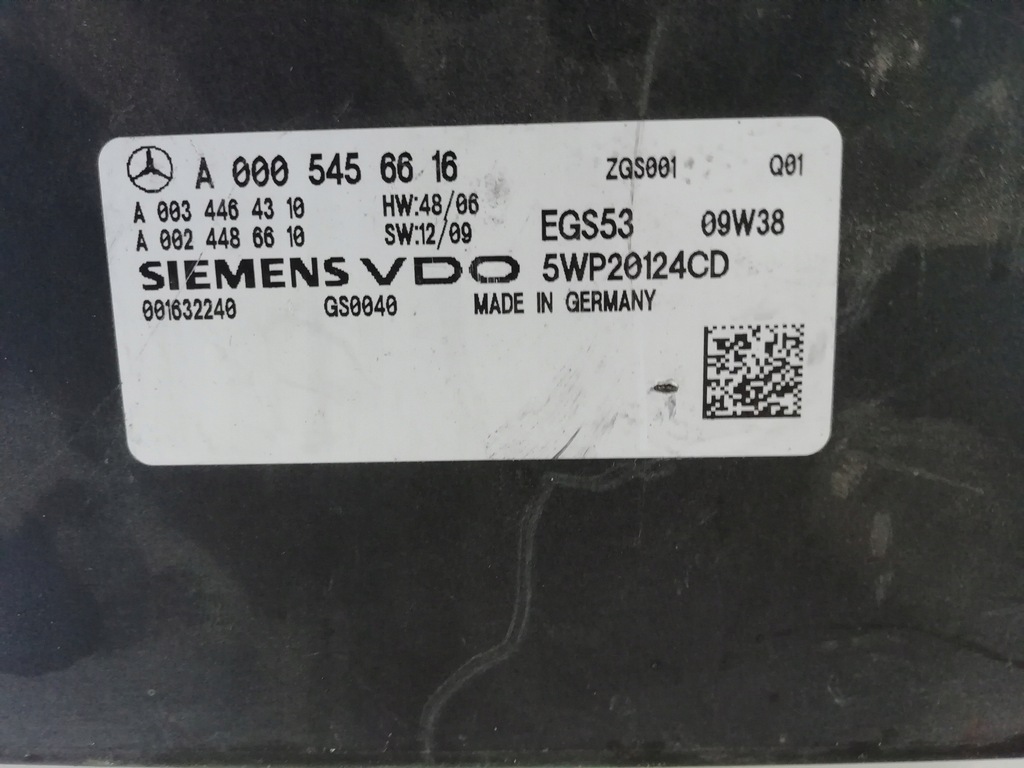 A 000 545 66 16 ZGS001 Q01
A 003 446 43 10 HW:48/06
A 002 448 66 10 SW:12/09 EGS53 09W38
SIEMENS VDO 5WP20124CD
001632240 GS0040 MADE IN GERMANY